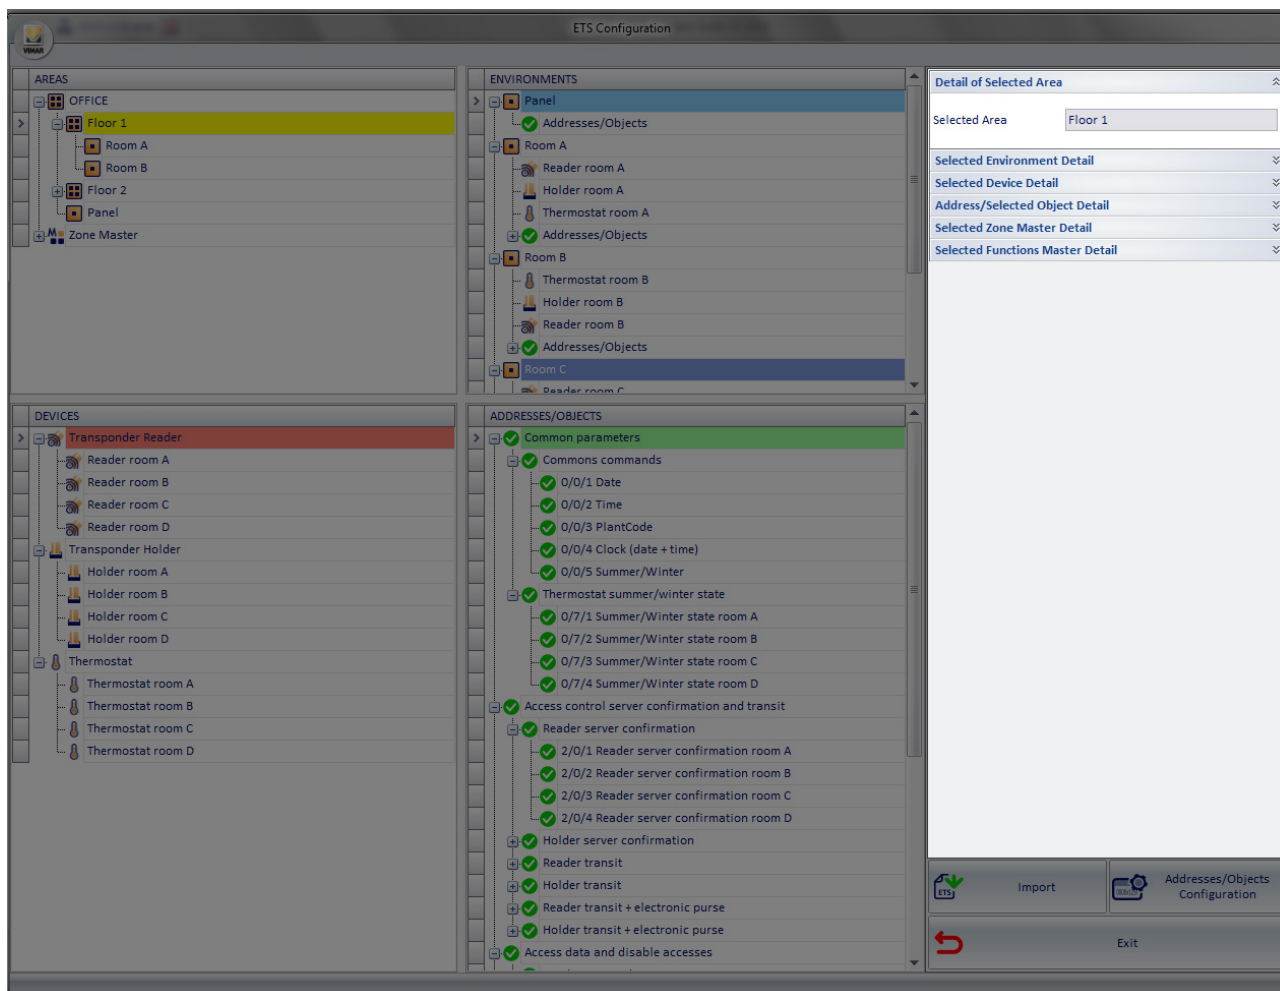 ETS Configuration
VIMAR
AREAS
OFFICE
Floor 1
Room A
Room B
Floor 2
Panel
Zone Master
ENVIRONMENTS
Panel
Addresses/Objects
Room A
Reader room A
Holder room A
Thermostat room A
Addresses/Objects
Room B
Thermostat room B
Holder room B
Reader room B
Addresses/Objects
Room C
Reader room C
Detail of Selected Area
Selected Area
Floor 1
Selected Environment Detail
Selected Device Detail
Address/Selected Object Detail
Selected Zone Master Detail
Selected Functions Master Detail
DEVICES
Transponder Reader
Reader room A
Reader room B
Reader room C
Reader room D
Transponder Holder
Holder room A
Holder room B
Holder room C
Holder room D
Thermostat
Thermostat room A
Thermostat room B
Thermostat room C
Thermostat room D
ADDRESSES/OBJECTS
Common parameters
Commons commands
0/0/1 Date
0/0/2 Time
0/0/3 PlantCode
0/0/4 Clock (date + time)
0/0/5 Summer/Winter
Thermostat summer/winter state
0/7/1 Summer/Winter state room A
0/7/2 Summer/Winter state room B
0/7/3 Summer/Winter state room C
0/7/4 Summer/Winter state room D
Access control server confirmation and transit
Reader server confirmation
2/0/1 Reader server confirmation room A
2/0/2 Reader server confirmation room B
2/0/3 Reader server confirmation room C
2/0/4 Reader server confirmation room D
Holder server confirmation
Reader transit
Holder transit
Reader transit + electronic purse
Holder transit + electronic purse
Access data and disable accesses
ETS
Import
Addresses/Objects
Configuration
Exit